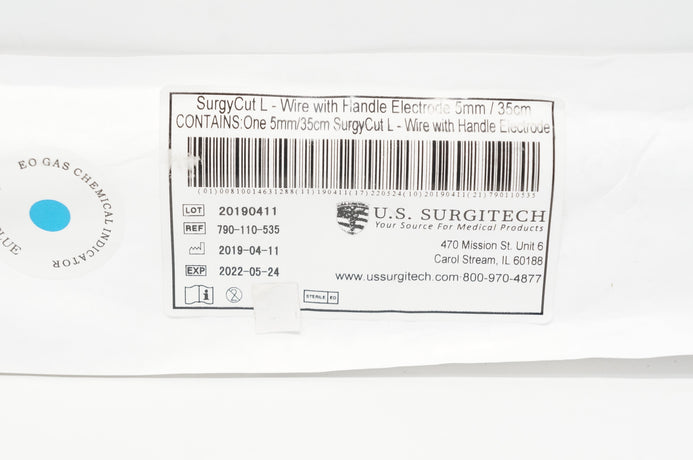 SurgyCut L - Wire with Handle Electrode 5mm / 35cm
CONTAINS:One 5mm/35cm SurgyCut L - Wire with Handle Electrode
(01)00810014631288(11)190411(17)220524(10)20190411(21)790110535
LOT 20190411
REF 790-110-535
2019-04-11
EXP 2022-05-24
U.S. SURGITECH
Your Source For Medical Products
470 Mission St. Unit 6
Carol Stream, IL 60188
www.ussurgitech.com 800-970-4877
STERILE EO
EO GAS CHEMICAL INDICATOR